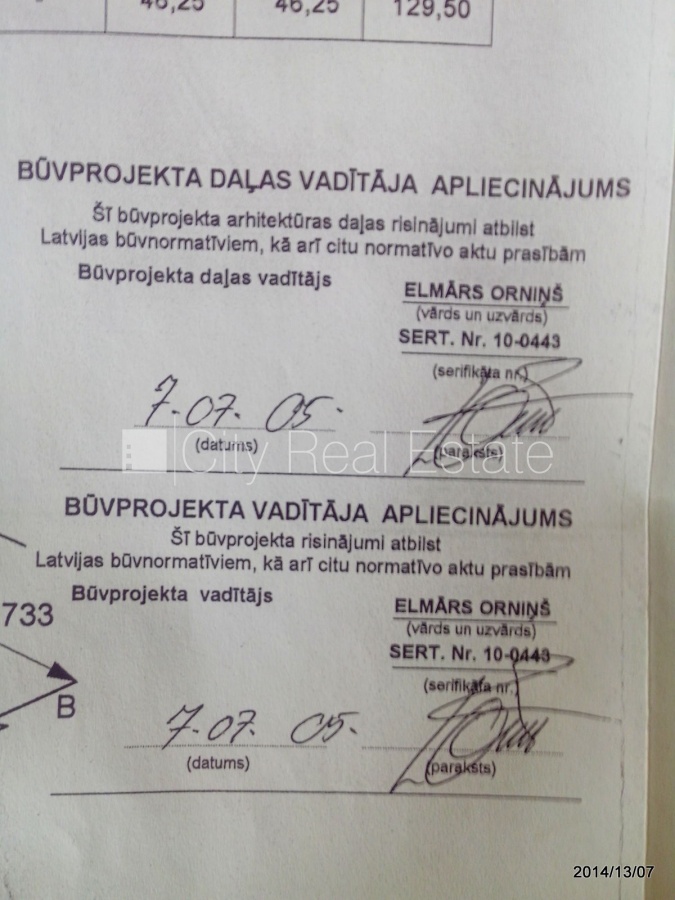 46,25 46,25 129,50
BŪVPROJEKTA DAĻAS VADĪTĀJA APLIECINĀJUMS
Šī būvprojekta arhitektūras daļas risinājumi atbilst
Latvijas būvnormatīviem, kā arī citu normatīvo aktu prasībām
Būvprojekta daļas vadītājs
ELMĀRS ORNIŅŠ
(vārds un uzvārds)
SERT. Nr. 10-0443
(serifikāta nr.)
7.07. 05.
(datums)
(paraksts)
City Real Estate
BŪVPROJEKTA VADĪTĀJA APLIECINĀJUMS
Šī būvprojekta risinājumi atbilst
Latvijas būvnormatīviem, kā arī citu normatīvo aktu prasībām
Būvprojekta vadītājs
733
ELMĀRS ORNIŅŠ
(vārds un uzvārds)
SERT. Nr. 10-0443
(serifikāta nr.)
B
7.07. 05.
(datums)
(paraksts)
2014/13/07